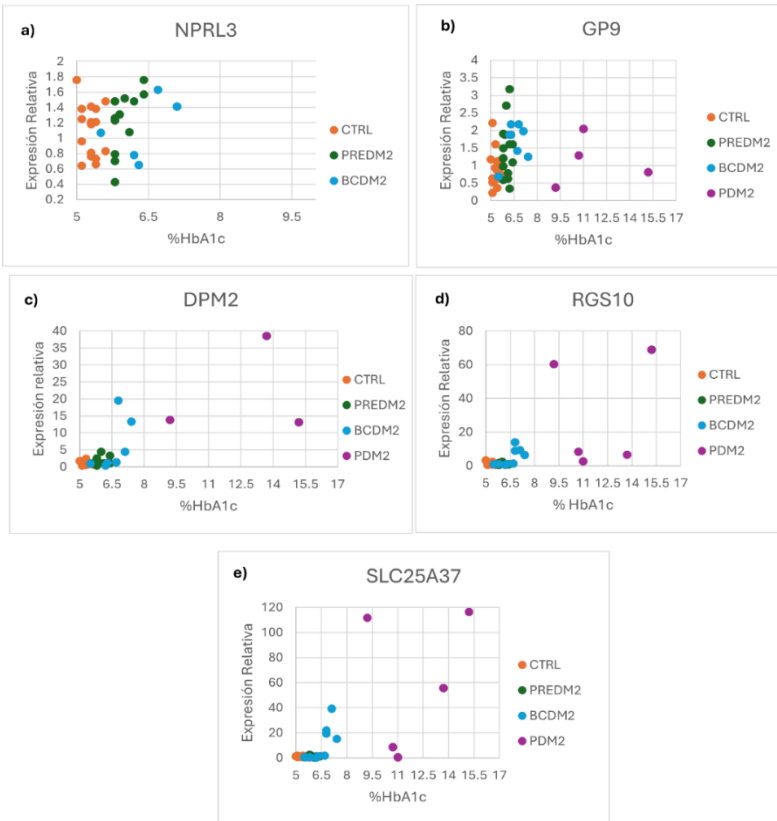 a) NPRL3
Expresión Relativa
2
1.8
1.6
1.4
1.2
1
0.8
0.6
0.4
0.2
5 6.5 8 9.5
%HbA1c
CTRL
PREDM2
BCDM2
b) GP9
Expresión Relativa
4
3.5
3
2.5
2
1.5
1
0.5
0
5 6.5 8 9.5 11 12.5 14 15.5 17
%HbA1c
CTRL
PREDM2
BCDM2
PDM2
c) DPM2
Expresión relativa
40
35
30
25
20
15
10
5
0
5 6.5 8 9.5 11 12.5 14 15.5 17
%HbA1c
CTRL
PREDM2
BCDM2
PDM2
d) RGS10
Expresión Relativa
80
60
40
20
0
5 6.5 8 9.5 11 12.5 14 15.5 17
% HbA1c
CTRL
PREDM2
BCDM2
PDM2
e) SLC25A37
Expresión Relativa
120
100
80
60
40
20
0
5 6.5 8 9.5 11 12.5 14 15.5 17
%HbA1c
CTRL
PREDM2
BCDM2
PDM2